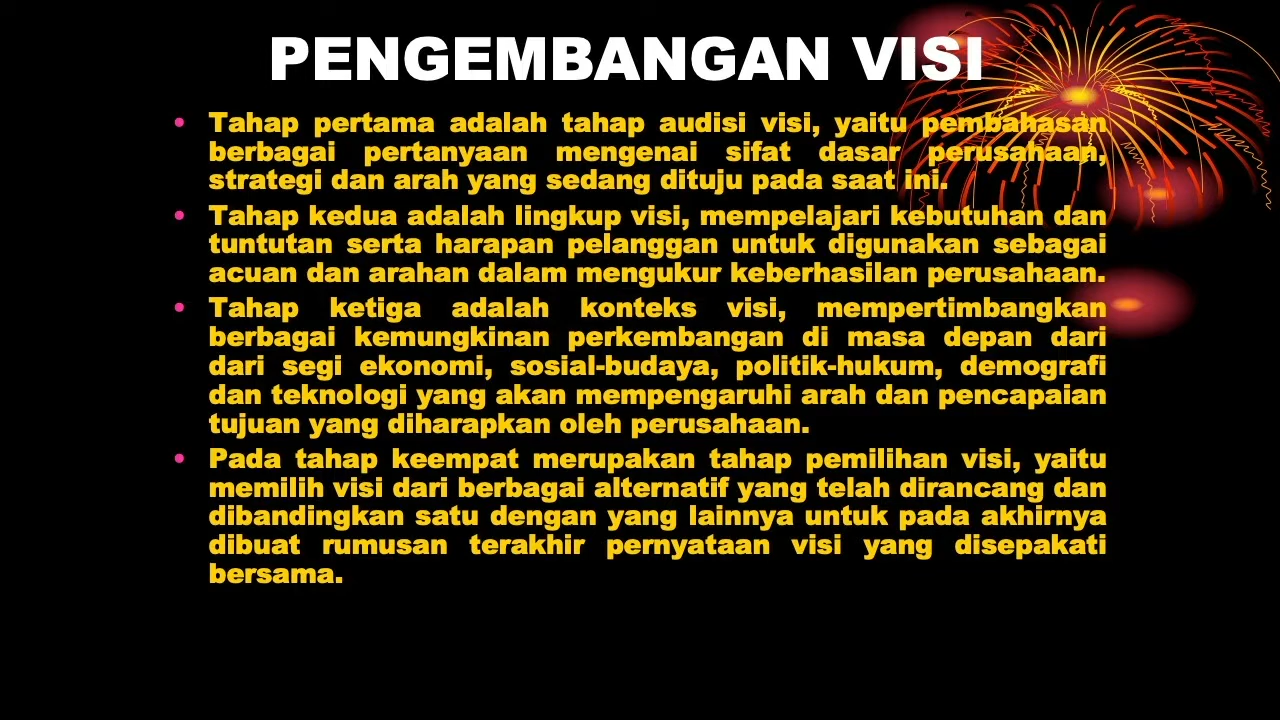 PENGEMBANGAN VISI
• Tahap pertama adalah tahap audisi visi, yaitu pembahasan
berbagai pertanyaan mengenai sifat dasar perusahaan,
strategi dan arah yang sedang dituju pada saat ini.
• Tahap kedua adalah lingkup visi, mempelajari kebutuhan dan
tuntutan serta harapan pelanggan untuk digunakan sebagai
acuan dan arahan dalam mengukur keberhasilan perusahaan.
• Tahap ketiga adalah konteks visi, mempertimbangkan
berbagai kemungkinan perkembangan di masa depan dari
dari segi ekonomi, sosial-budaya, politik-hukum, demografi
dan teknologi yang akan mempengaruhi arah dan pencapaian
tujuan yang diharapkan oleh perusahaan.
• Pada tahap keempat merupakan tahap pemilihan visi, yaitu
memilih visi dari berbagai alternatif yang telah dirancang dan
dibandingkan satu dengan yang lainnya untuk pada akhirnya
dibuat rumusan terakhir pernyataan visi yang disepakati
bersama.